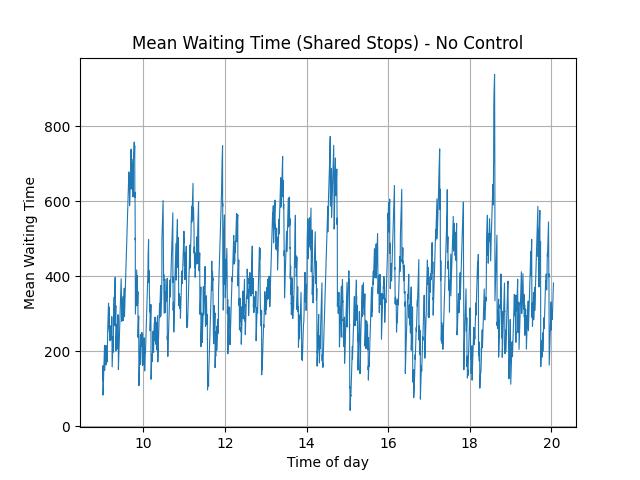 Mean Waiting Time (Shared Stops) - No Control
Mean Waiting Time
800
600
400
200
0
10 12 14 16 18 20
Time of day